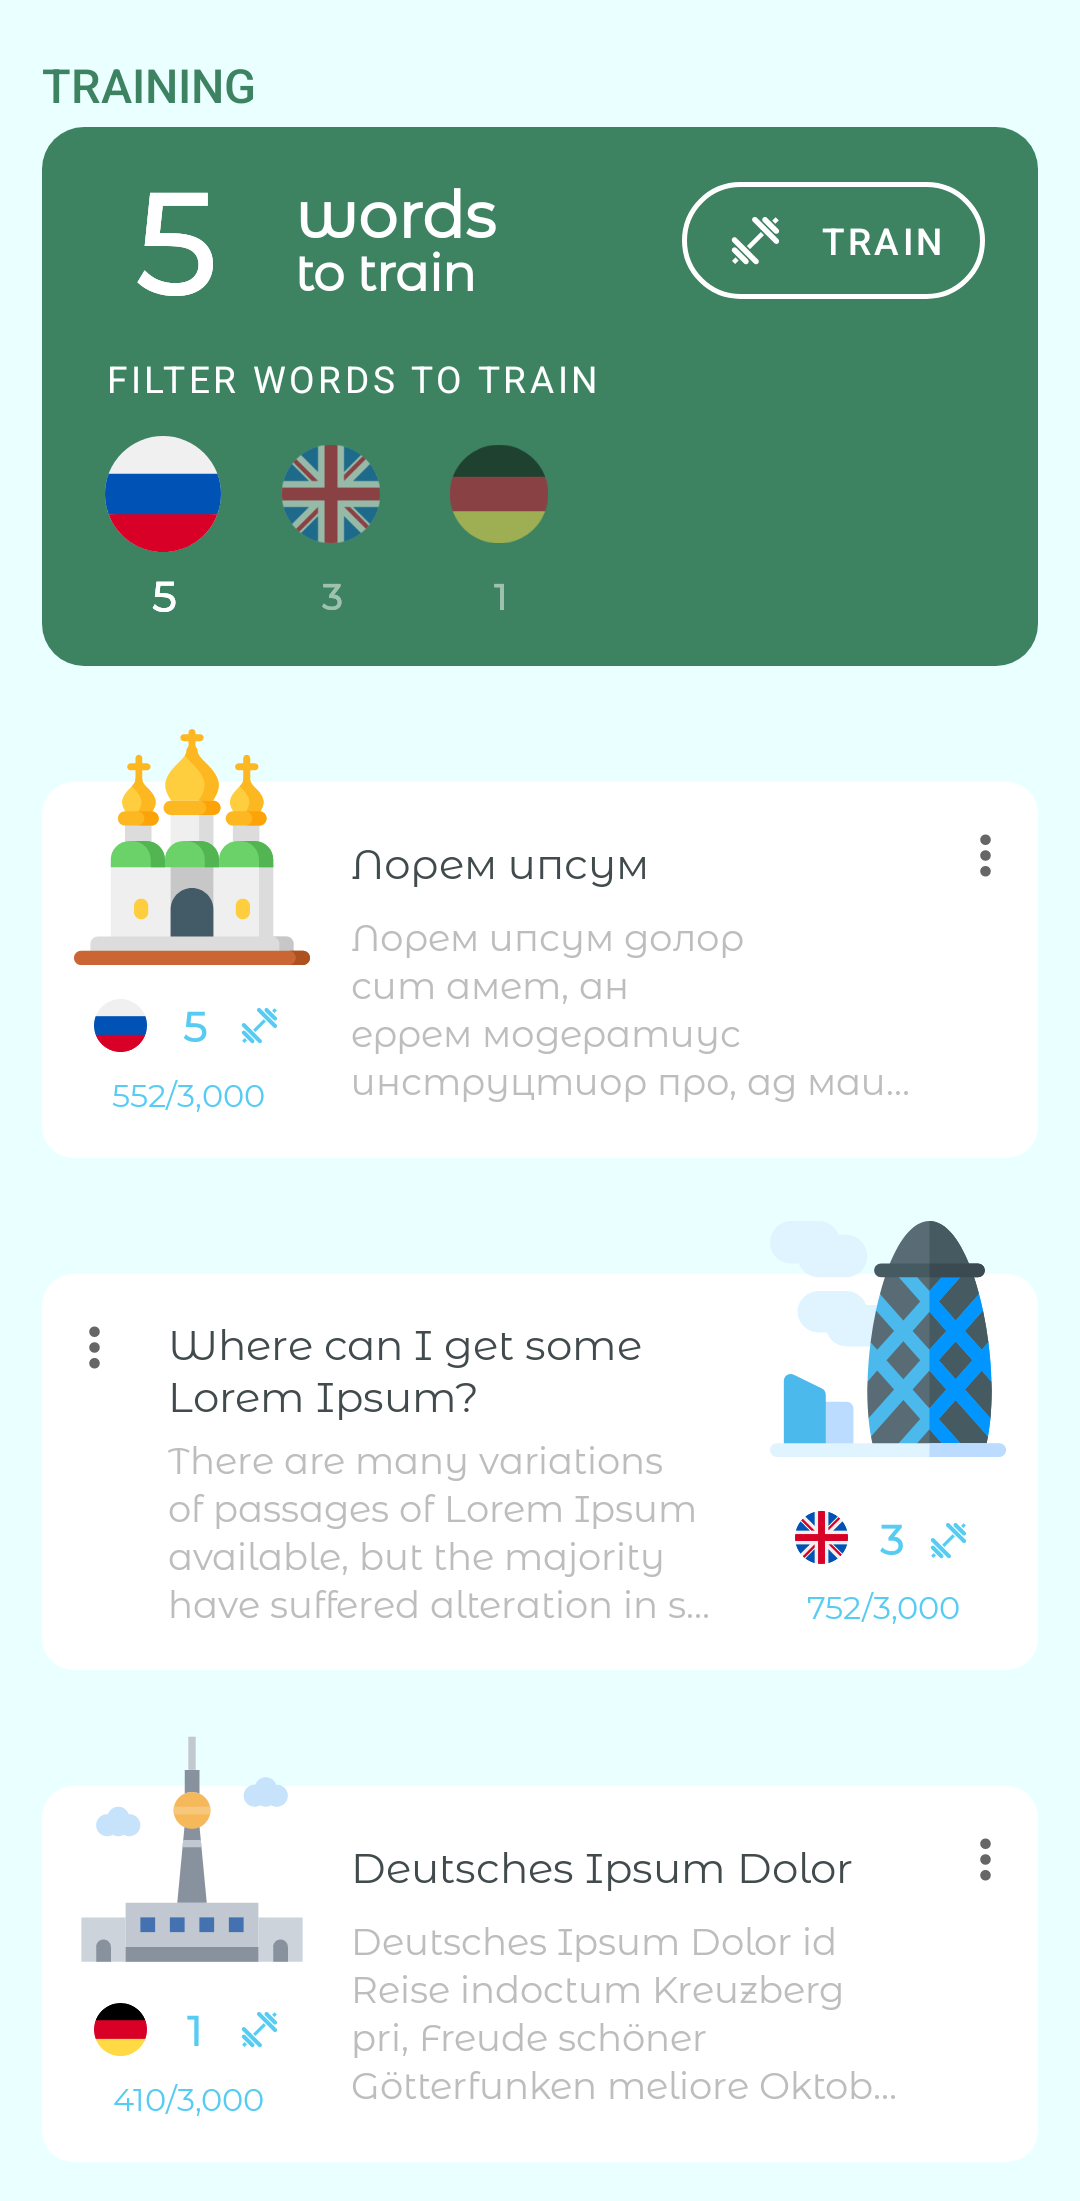 TRAINING
5 words
to train
TRAIN
FILTER WORDS TO TRAIN
5 3 1
Лорем ипсум
Лорем ипсум долор
сит амет, ан
еррем модератиус
инструцтиор про, ад маи...
5
552/3,000
Where can I get some
Lorem Ipsum?
There are many variations
of passages of Lorem Ipsum
available, but the majority
have suffered alteration in s...
3
752/3,000
Deutsches Ipsum Dolor
Deutsches Ipsum Dolor id
Reise indoctum Kreuzberg
pri, Freude schöner
Götterfunken meliore Oktob...
1
410/3,000